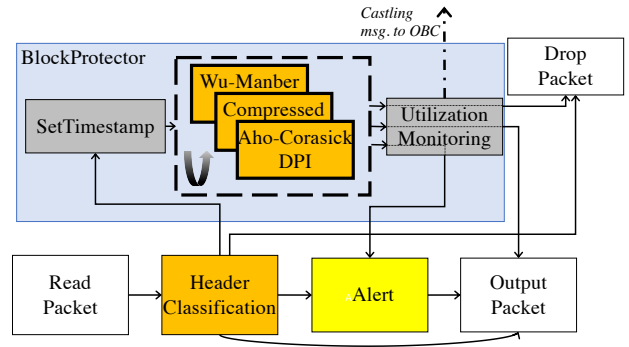 Castling
msg. to OBC
BlockProtector
Drop
Packet
Wu-Manber
Compressed
Aho-Corasick
DPI
SetTimestamp
Utilization
Monitoring
Read
Packet
Header
Classification
Alert
Output
Packet